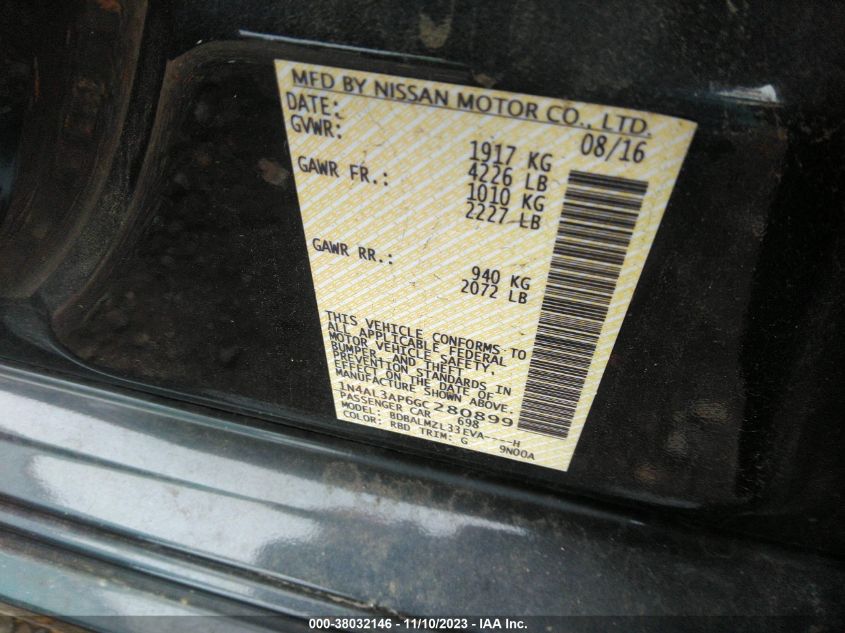 MFD BY NISSAN MOTOR CO., LTD.
DATE: 08/16
GVWR: 1917 KG
4226 LB
GAWR FR.: 1010 KG
2227 LB
GAWR RR.: 940 KG
2072 LB
THIS VEHICLE CONFORMS TO
ALL APPLICABLE FEDERAL
MOTOR VEHICLE SAFETY,
BUMPER, AND THEFT
PREVENTION STANDARDS IN
EFFECT ON THE DATE OF
MANUFACTURE SHOWN ABOVE.
1N4AL3AP6GC280899
PASSENGER CAR 698
MODEL: BDBALMZL33EVA----H
COLOR: RBD TRIM: G 9N00A
000-38032146 - 11/10/2023 - IAA Inc.